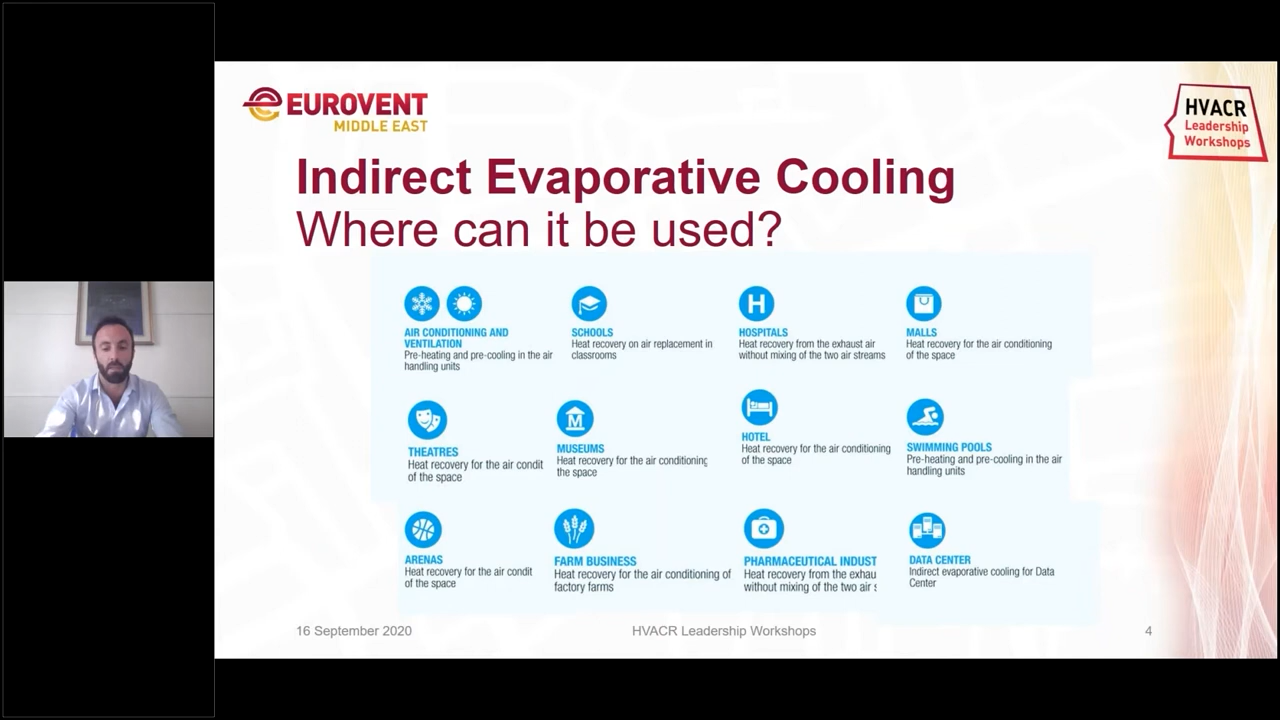 EUROVENT
MIDDLE EAST
HVACR
Leadership
Workshops
Indirect Evaporative Cooling
Where can it be used?
AIR CONDITIONING AND
VENTILATION
Pre-heating and pre-cooling in the air
handling units
SCHOOLS
Heat recovery on air replacement in
classrooms
H
HOSPITALS
Heat recovery from the exhaust air
without mixing of the two air streams
MALLS
Heat recovery for the air conditioning
of the space
THEATRES
Heat recovery for the air condit
of the space
M
MUSEUMS
Heat recovery for the air conditioning
the space
HOTEL
Heat recovery for the air conditioning
of the space
SWIMMING POOLS
Pre-heating and pre-cooling in the air
handling units
ARENAS
Heat recovery for the air condit
of the space
FARM BUSINESS
Heat recovery for the air conditioning of
factory farms
PHARMACEUTICAL INDUST
Heat recovery from the exhau
without mixing of the two air s
DATA CENTER
Indirect evaporative cooling for Data
Center
16 September 2020
HVACR Leadership Workshops
4